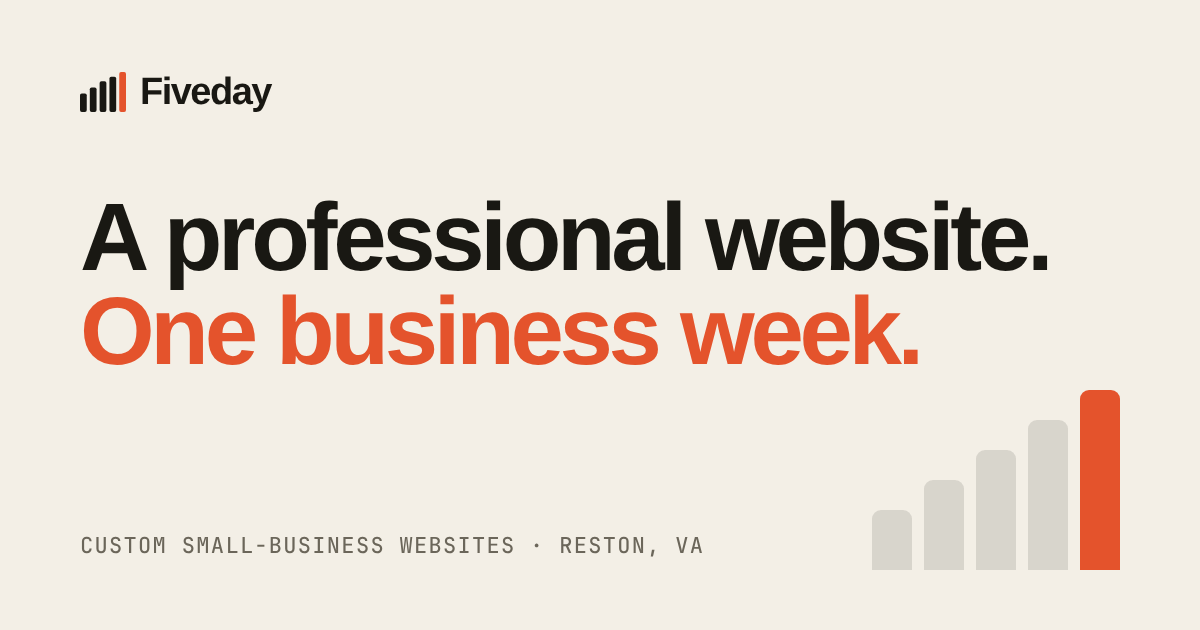 Fiveday
A professional website.
One business week.
CUSTOM SMALL-BUSINESS WEBSITES · RESTON, VA